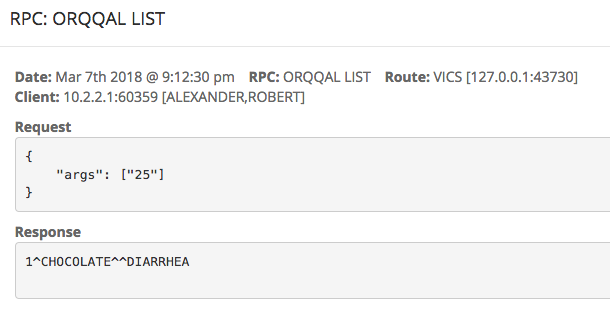 RPC: ORQQAL LIST
Date: Mar 7th 2018 @ 9:12:30 pm RPC: ORQQAL LIST Route: VICS [127.0.0.1:43730]
Client: 10.2.2.1:60359 [ALEXANDER,ROBERT]
Request
{
"args": ["25"]
}
Response
1^CHOCOLATE^^DIARRHEA